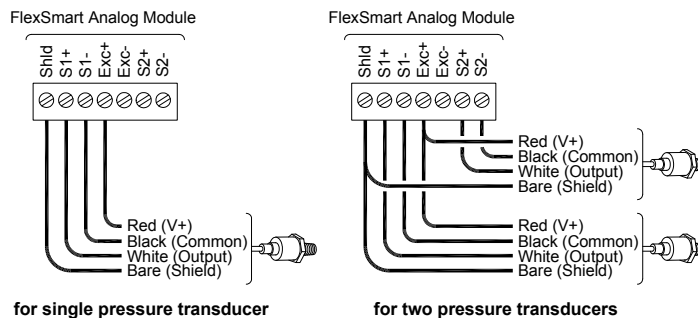 FlexSmart Analog Module
Shld
S1+
S1-
Exc+
Exc-
S2+
S2-
Red (V+)
Black (Common)
White (Output)
Bare (Shield)
for single pressure transducer
FlexSmart Analog Module
Shld
S1+
S1-
Exc+
Exc-
S2+
S2-
Red (V+)
Black (Common)
White (Output)
Bare (Shield)
Red (V+)
Black (Common)
White (Output)
Bare (Shield)
for two pressure transducers